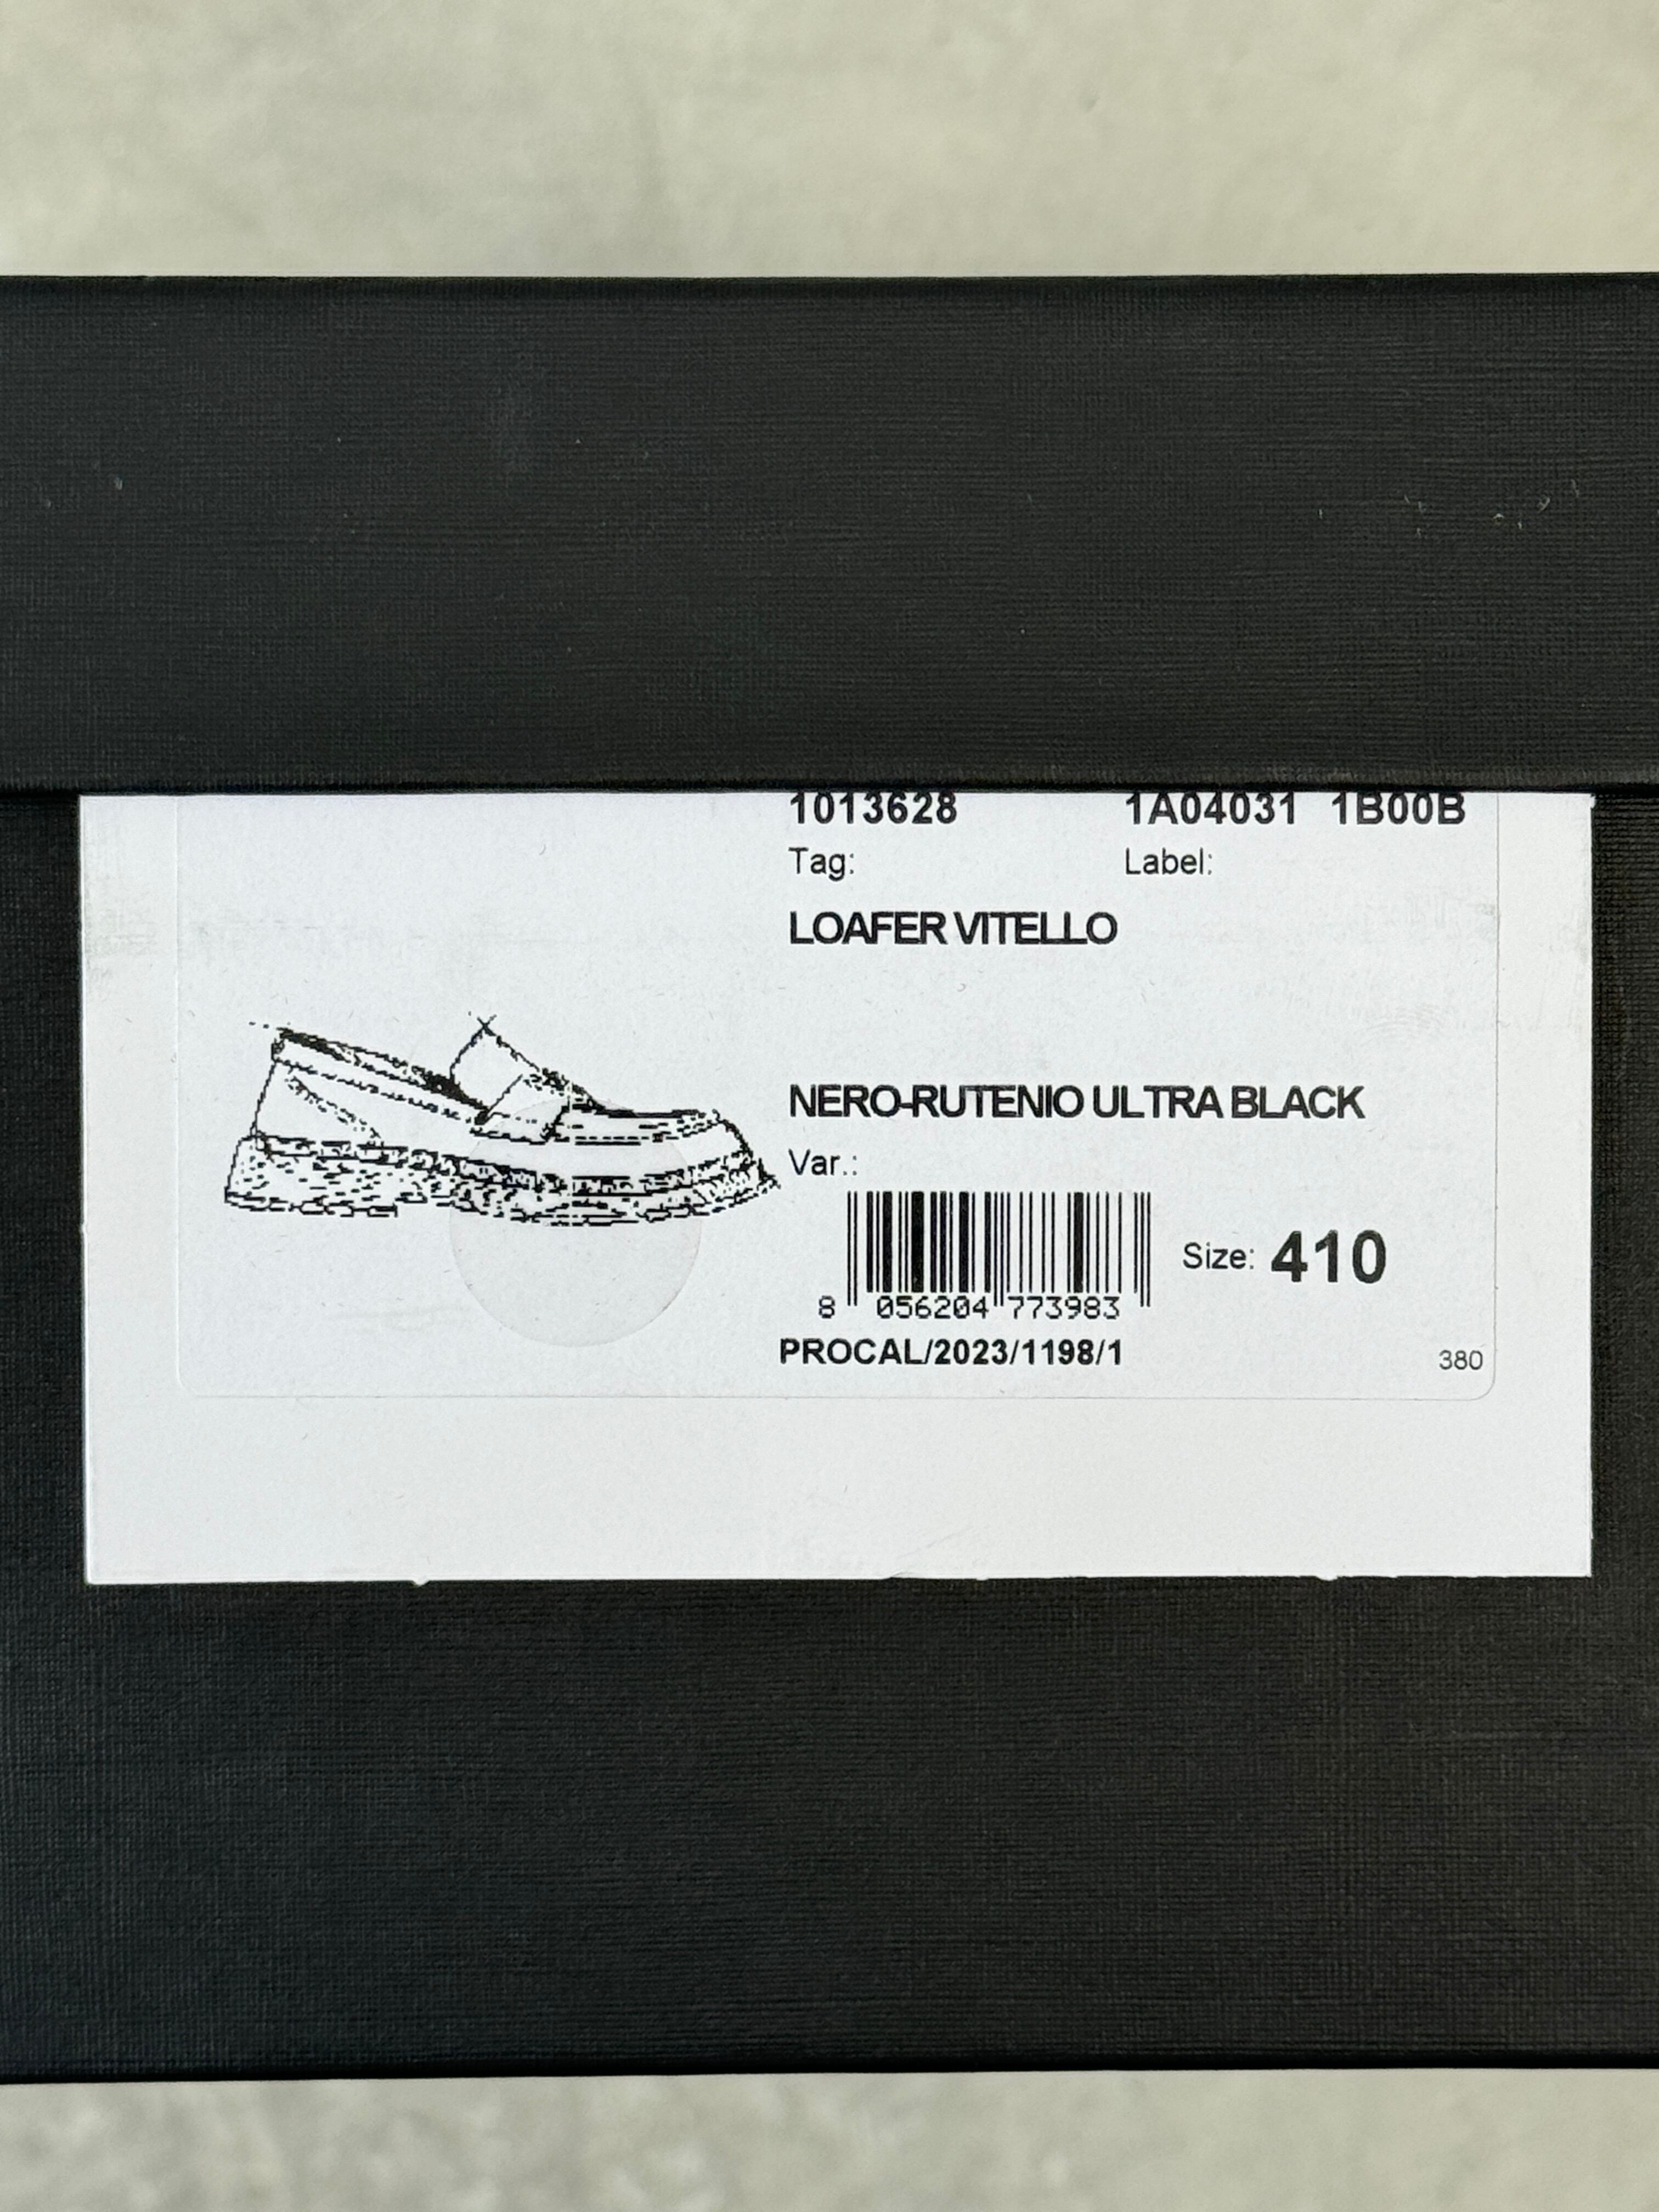 1013628 1A04031 1B00B
Tag: Label:
LOAFER VITELLO
NERO-RUTENIO ULTRA BLACK
Var.:
Size: 410
8 056204 773983
PROCAL/2023/1198/1
380